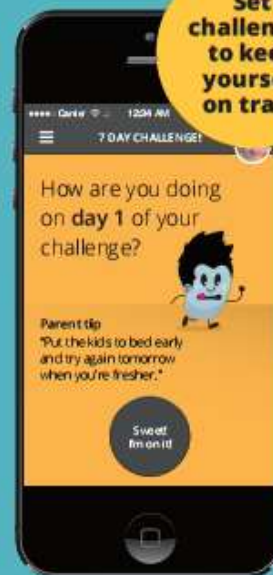 Set
challen
to kee
yourse
on tra
Carrier 12:34 AM
7 DAY CHALLENGE!
How are you doing
on day 1 of your
challenge?
Parent tip
"Put the kids to bed early
and try again tomorrow
when you're fresher."
Sweet!
I'm on it!